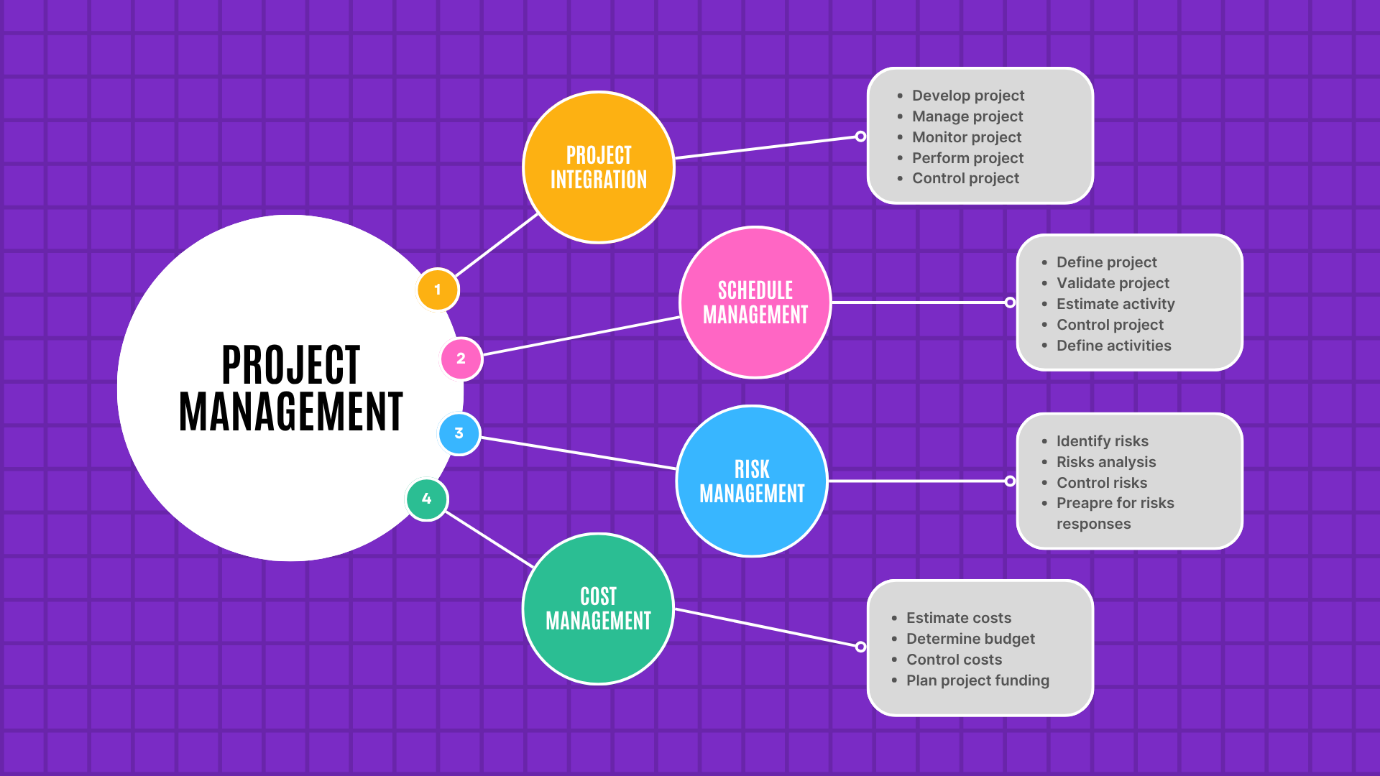 PROJECT
MANAGEMENT
1
PROJECT
INTEGRATION
• Develop project
• Manage project
• Monitor project
• Perform project
• Control project
2
SCHEDULE
MANAGEMENT
• Define project
• Validate project
• Estimate activity
• Control project
• Define activities
3
RISK
MANAGEMENT
• Identify risks
• Risks analysis
• Control risks
• Preapre for risks
responses
4
COST
MANAGEMENT
• Estimate costs
• Determine budget
• Control costs
• Plan project funding